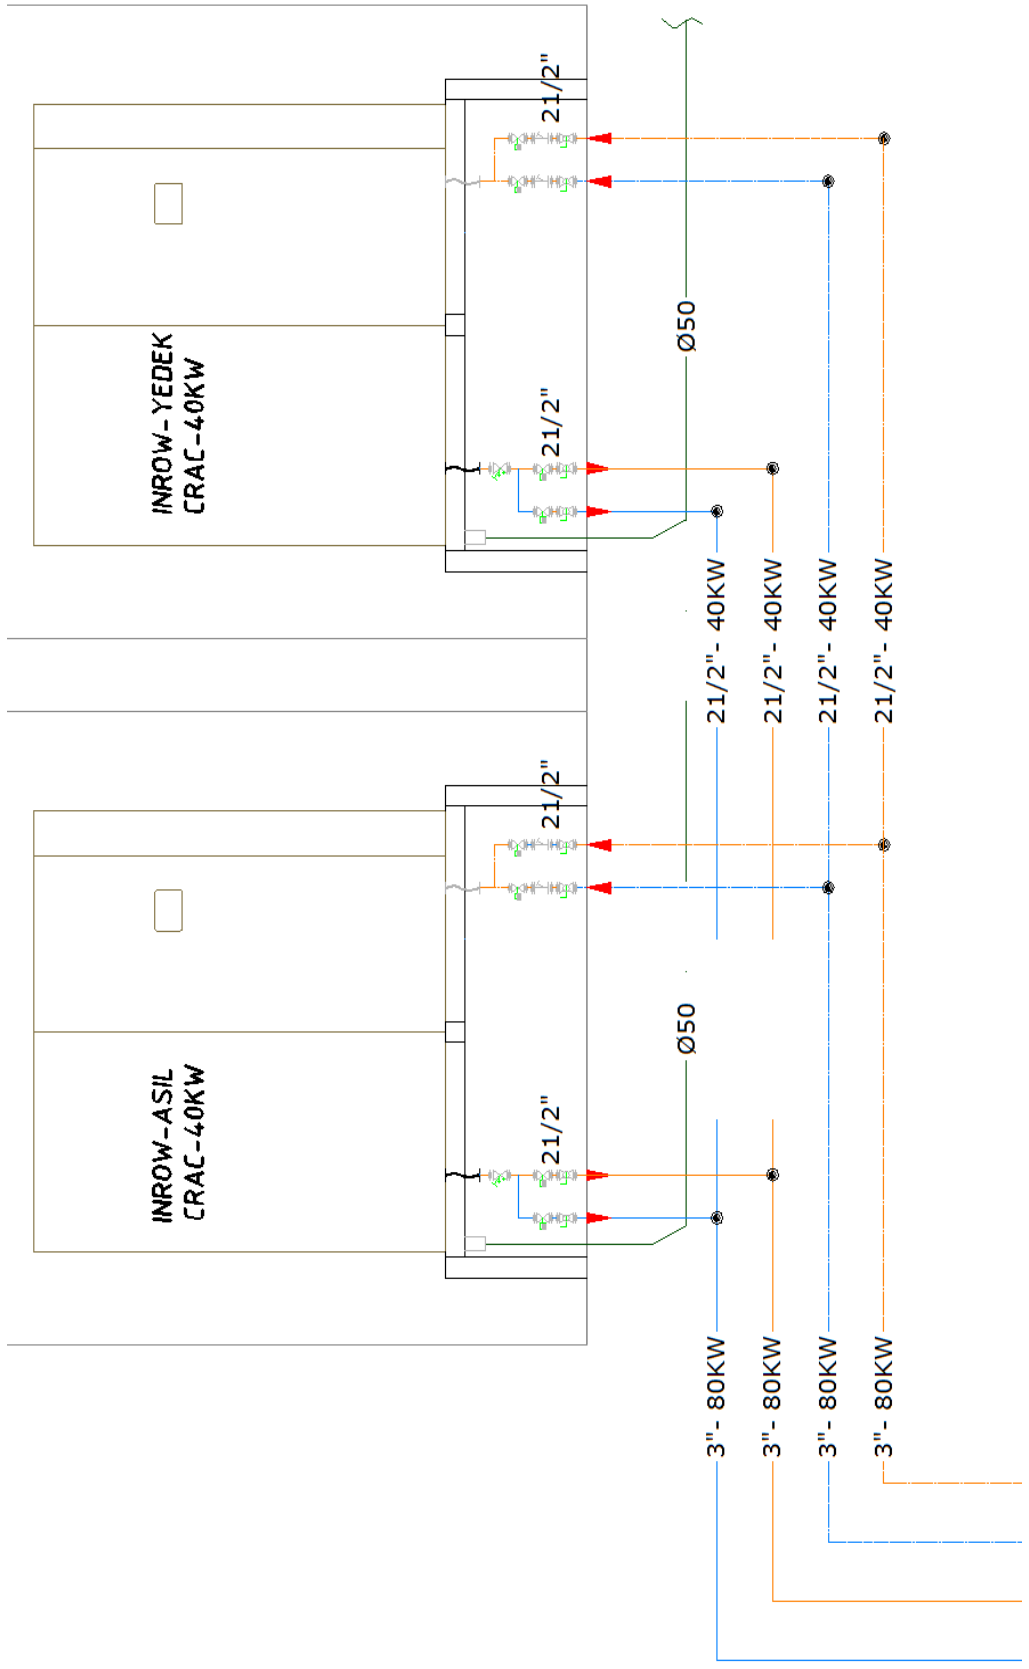 21/2"
Ø50
INROW-YEDEK
CRAC-40KW
21/2"
21/2"- 40KW
21/2"- 40KW
21/2"- 40KW
21/2"- 40KW
21/2"
Ø50
INROW-ASIL
CRAC-40KW
21/2"
3"- 80KW
3"- 80KW
3"- 80KW
3"- 80KW